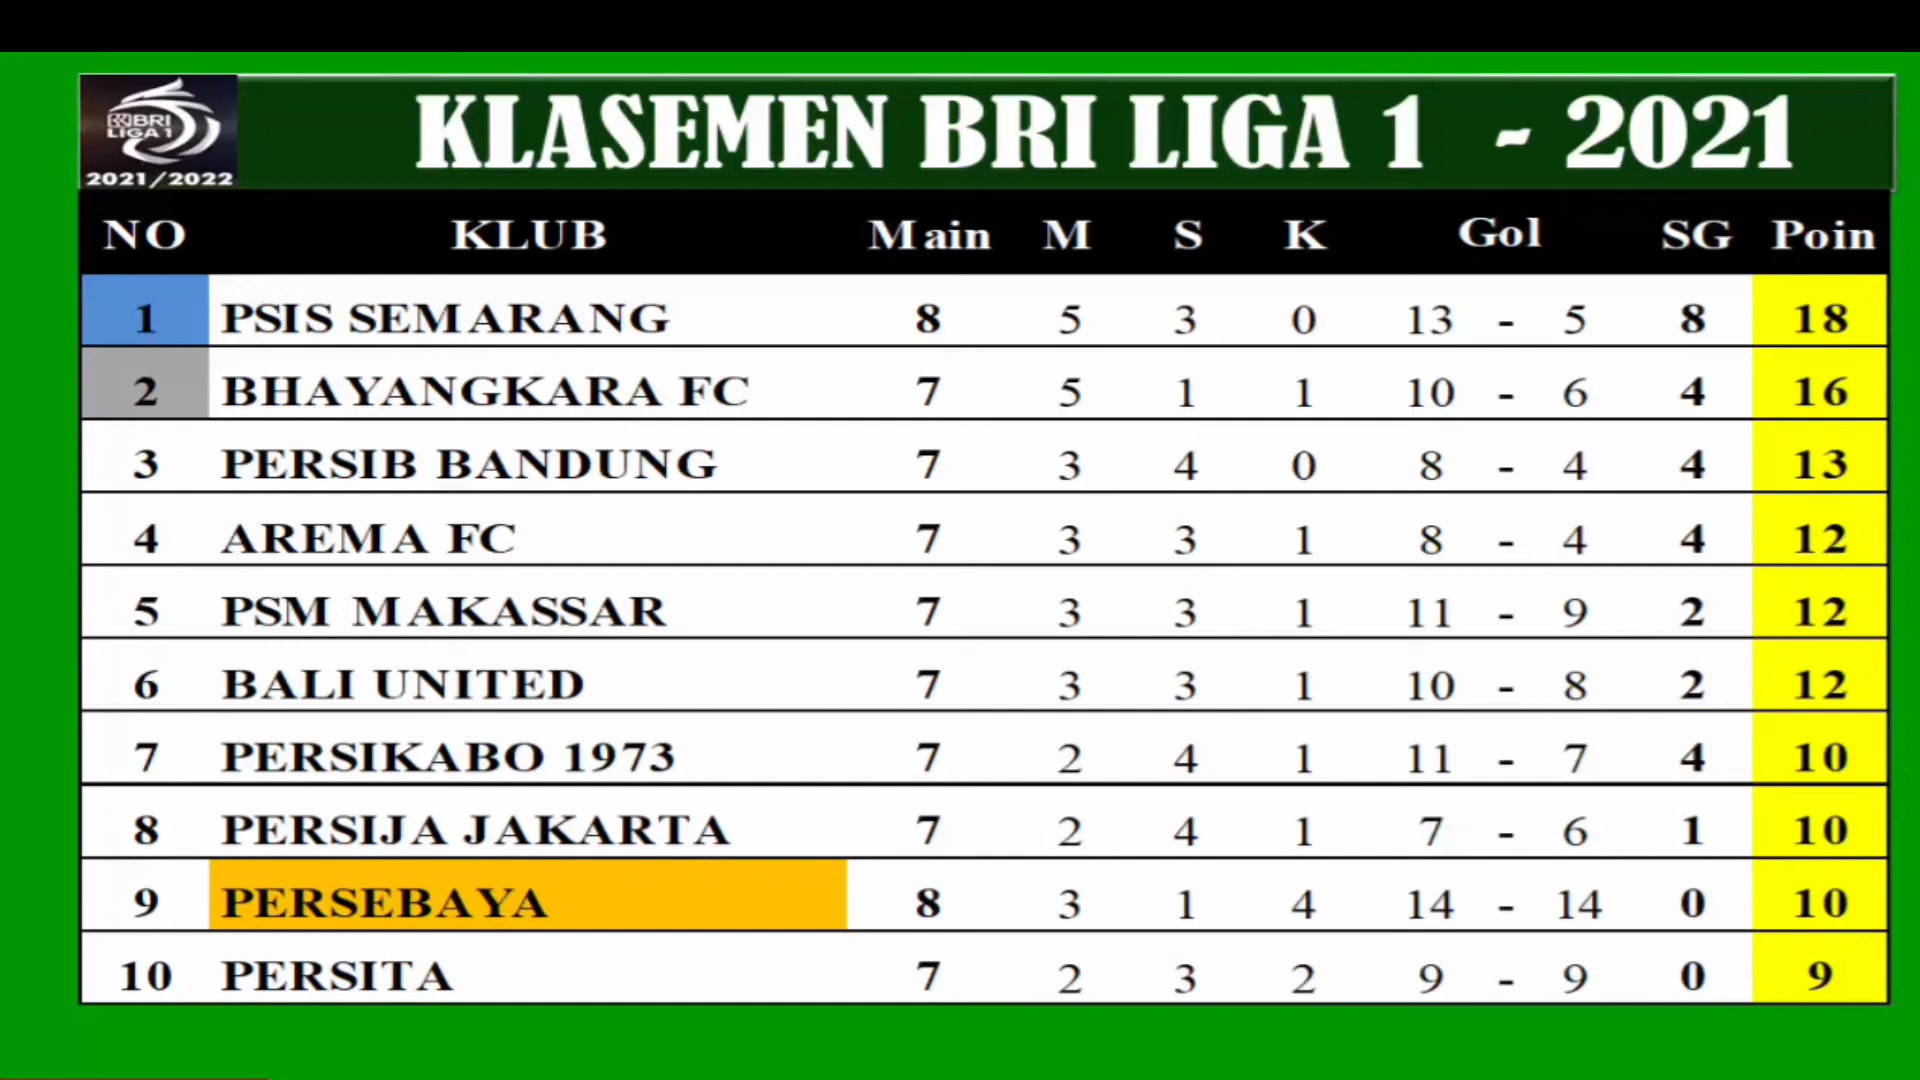 BRI
LIGA 1
2021/2022
KLASEMEN BRI LIGA 1 - 2021
NO KLUB Main M S K Gol SG Poin
1 PSIS SEMARANG 8 5 3 0 13 - 5 8 18
2 BHAYANGKARA FC 7 5 1 1 10 - 6 4 16
3 PERSIB BANDUNG 7 3 4 0 8 - 4 4 13
4 AREMA FC 7 3 3 1 8 - 4 4 12
5 PSM MAKASSAR 7 3 3 1 11 - 9 2 12
6 BALI UNITED 7 3 3 1 10 - 8 2 12
7 PERSIKABO 1973 7 2 4 1 11 - 7 4 10
8 PERSIJA JAKARTA 7 2 4 1 7 - 6 1 10
9 PERSEBAYA 8 3 1 4 14 - 14 0 10
10 PERSITA 7 2 3 2 9 - 9 0 9